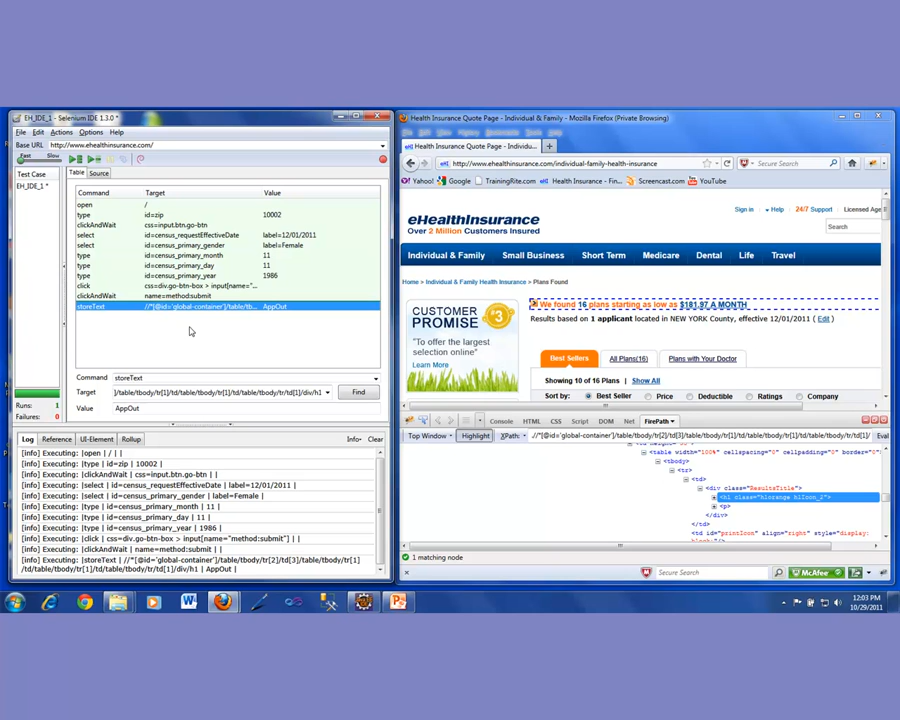 EH_IDE_1 - Selenium IDE 1.3.0 *
File Edit Actions Options Help
Base URL http://www.ehealthinsurance.com/
Fast Slow
Test Case
EH_IDE_1 *
Table Source
Command Target Value
open /
type id=zip 10002
clickAndWait css=input.btn.go-btn
select id=census_requestEffectiveDate label=12/01/2011
select id=census_primary_gender label=Female
type id=census_primary_month 11
type id=census_primary_day 11
type id=census_primary_year 1986
click css=div.go-btn-box > input[name="...
clickAndWait name=method:submit
storeText //*[@id='global-container']/table/tb... AppOut
Command storeText
Target ]/table/tbody/tr[1]/td/table/tbody/tr[1]/td/table/tbody/tr/td[1]/div/h1 Find
Value AppOut
Runs: 1
Failures: 0
Log Reference UI-Element Rollup Info Clear
[info] Executing: |open | / | |
[info] Executing: |type | id=zip | 10002 |
[info] Executing: |clickAndWait | css=input.btn.go-btn | |
[info] Executing: |select | id=census_requestEffectiveDate | label=12/01/2011 |
[info] Executing: |select | id=census_primary_gender | label=Female |
[info] Executing: |type | id=census_primary_month | 11 |
[info] Executing: |type | id=census_primary_day | 11 |
[info] Executing: |type | id=census_primary_year | 1986 |
[info] Executing: |click | css=div.go-btn-box > input[name="method:submit"] | |
[info] Executing: |clickAndWait | name=method:submit | |
[info] Executing: |storeText | //*[@id='global-container']/table/tbody/tr[2]/td[3]/table/tbody/tr[1]
/td/table/tbody/tr[1]/td/table/tbody/tr/td[1]/div/h1 | AppOut |
Health Insurance Quote Page - Individual & Family - Mozilla Firefox (Private Browsing)
File Edit View History Bookmarks Tools Help
Health Insurance Quote Page - Individu... +
http://www.ehealthinsurance.com/individual-family-health-insurance
Secure Search
Yahoo! Google TrainingRite.com Health Insurance - Fin... Screencast.com YouTube
eHealthInsurance
Over 2 Million Customers Insured
Sign in Help 24/7 Support Licensed Age
Search
Individual & Family Small Business Short Term Medicare Dental Life Travel
Home > Individual & Family Health Insurance > Plans Found
CUSTOMER
PROMISE #3
"To offer the largest
selection online"
Learn More
We found 16 plans starting as low as $181.97 A MONTH
Results based on 1 applicant located in NEW YORK County, effective 12/01/2011 ( Edit )
Best Sellers All Plans(16) Plans with Your Doctor
Showing 10 of 16 Plans Show All
Sort by: Best Seller Price Deductible Ratings Company
Console HTML CSS Script DOM Net FirePath
Top Window Highlight XPath: //*[@id='global-container']/table/tbody/tr[2]/td[3]/table/tbody/tr[1]/td/table/tbody/tr[1]/td/table/tbody/tr/td[1]/ Eval
<table width="100%" cellspacing="0" cellpadding="0" border="0">
<tbody>
<tr>
<td>
<div class="ResultsTitle">
<h1 class="h1orange h1Icon_2">
<p>
</div>
</td>
<td id="printIcon" align="right" style="display:
1 matching node
Secure Search McAfee
12:03 PM
10/29/2011